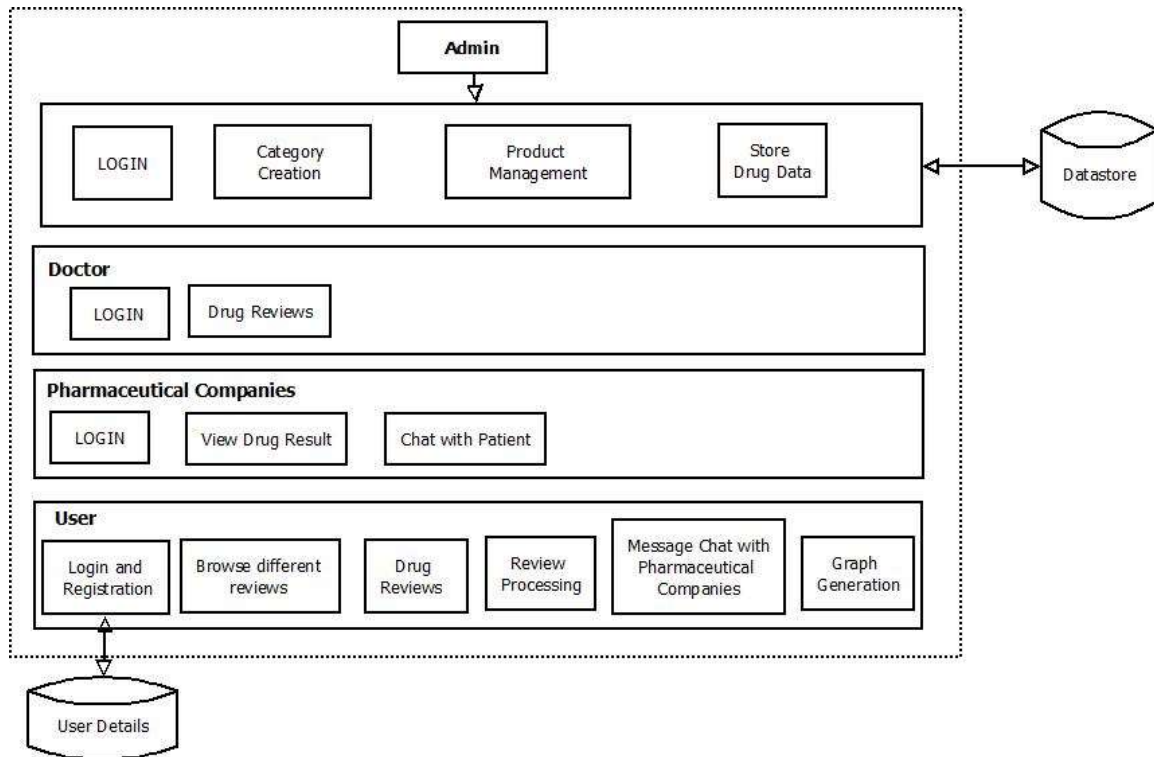 Admin
LOGIN
Category
Creation
Product
Management
Store
Drug Data
Datastore
Doctor
LOGIN
Drug Reviews
Pharmaceutical Companies
LOGIN
View Drug Result
Chat with Patient
User
Login and
Registration
Browse different
reviews
Drug
Reviews
Review
Processing
Message Chat with
Pharmaceutical
Companies
Graph
Generation
User Details